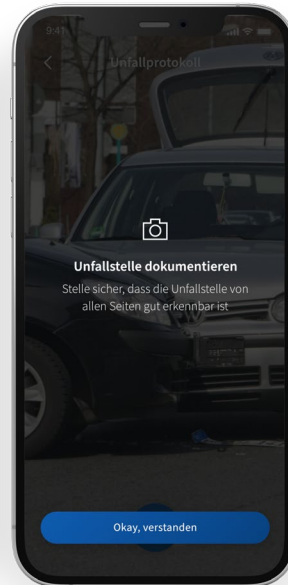 9:41
Unfallprotokoll
Unfallstelle dokumentieren
Stelle sicher, dass die Unfallstelle von
allen Seiten gut erkennbar ist
Okay, verstanden